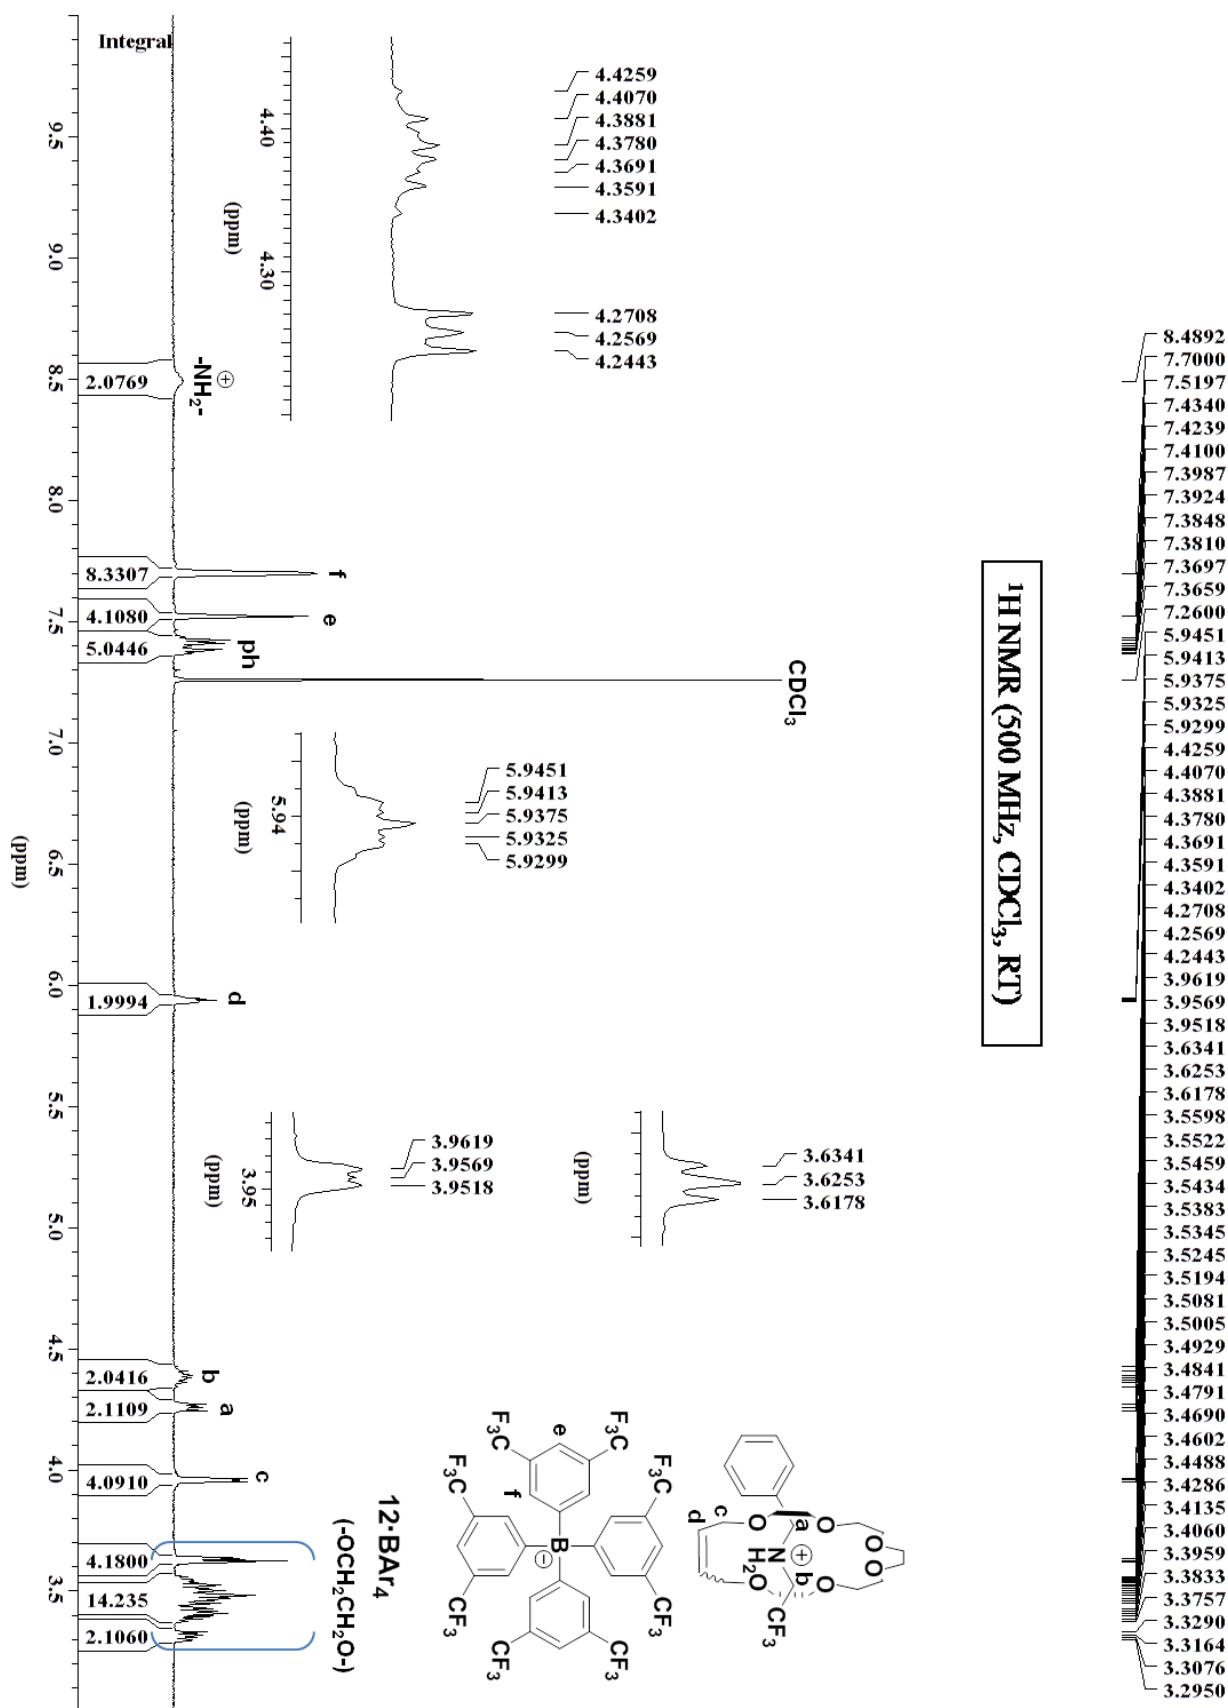 8.4892
7.7000
7.5197
7.4340
7.4239
7.4100
7.3987
7.3924
7.3848
7.3810
7.3697
7.3659
7.2600
5.9451
5.9413
5.9375
5.9325
5.9299
4.4259
4.4070
4.3881
4.3780
4.3691
4.3591
4.3402
4.2708
4.2569
4.2443
3.9619
3.9569
3.9518
3.6341
3.6253
3.6178
3.5598
3.5522
3.5459
3.5434
3.5383
3.5345
3.5245
3.5194
3.5081
3.5005
3.4929
3.4841
3.4791
3.4690
3.4602
3.4488
3.4286
3.4135
3.4060
3.3959
3.3833
3.3757
3.3290
3.3164
3.3076
3.2950
¹H NMR (500 MHz, CDCl₃, RT)
4.4259
4.4070
4.3881
4.3780
4.3691
4.3591
4.3402
4.2708
4.2569
4.2443
4.40
4.30
(ppm)
CDCl₃
5.9451
5.9413
5.9375
5.9325
5.9299
5.94
(ppm)
3.9619
3.9569
3.9518
3.95
(ppm)
3.6341
3.6253
3.6178
(ppm)
a
N
H₂
⊕
b
c
d
O
O
O
O
O
O
CF₃
F₃C
F₃C
F₃C
F₃C
e
f
B
⊖
CF₃
CF₃
CF₃
CF₃
12·BAr₄
(-OCH₂CH₂O-)
-NH₂-
⊕
f
e
ph
d
b
a
c
Integral
2.0769
8.3307
4.1080
5.0446
1.9994
2.0416
2.1109
4.0910
4.1800
14.235
2.1060
9.5
9.0
8.5
8.0
7.5
7.0
6.5
6.0
5.5
5.0
4.5
4.0
3.5
(ppm)